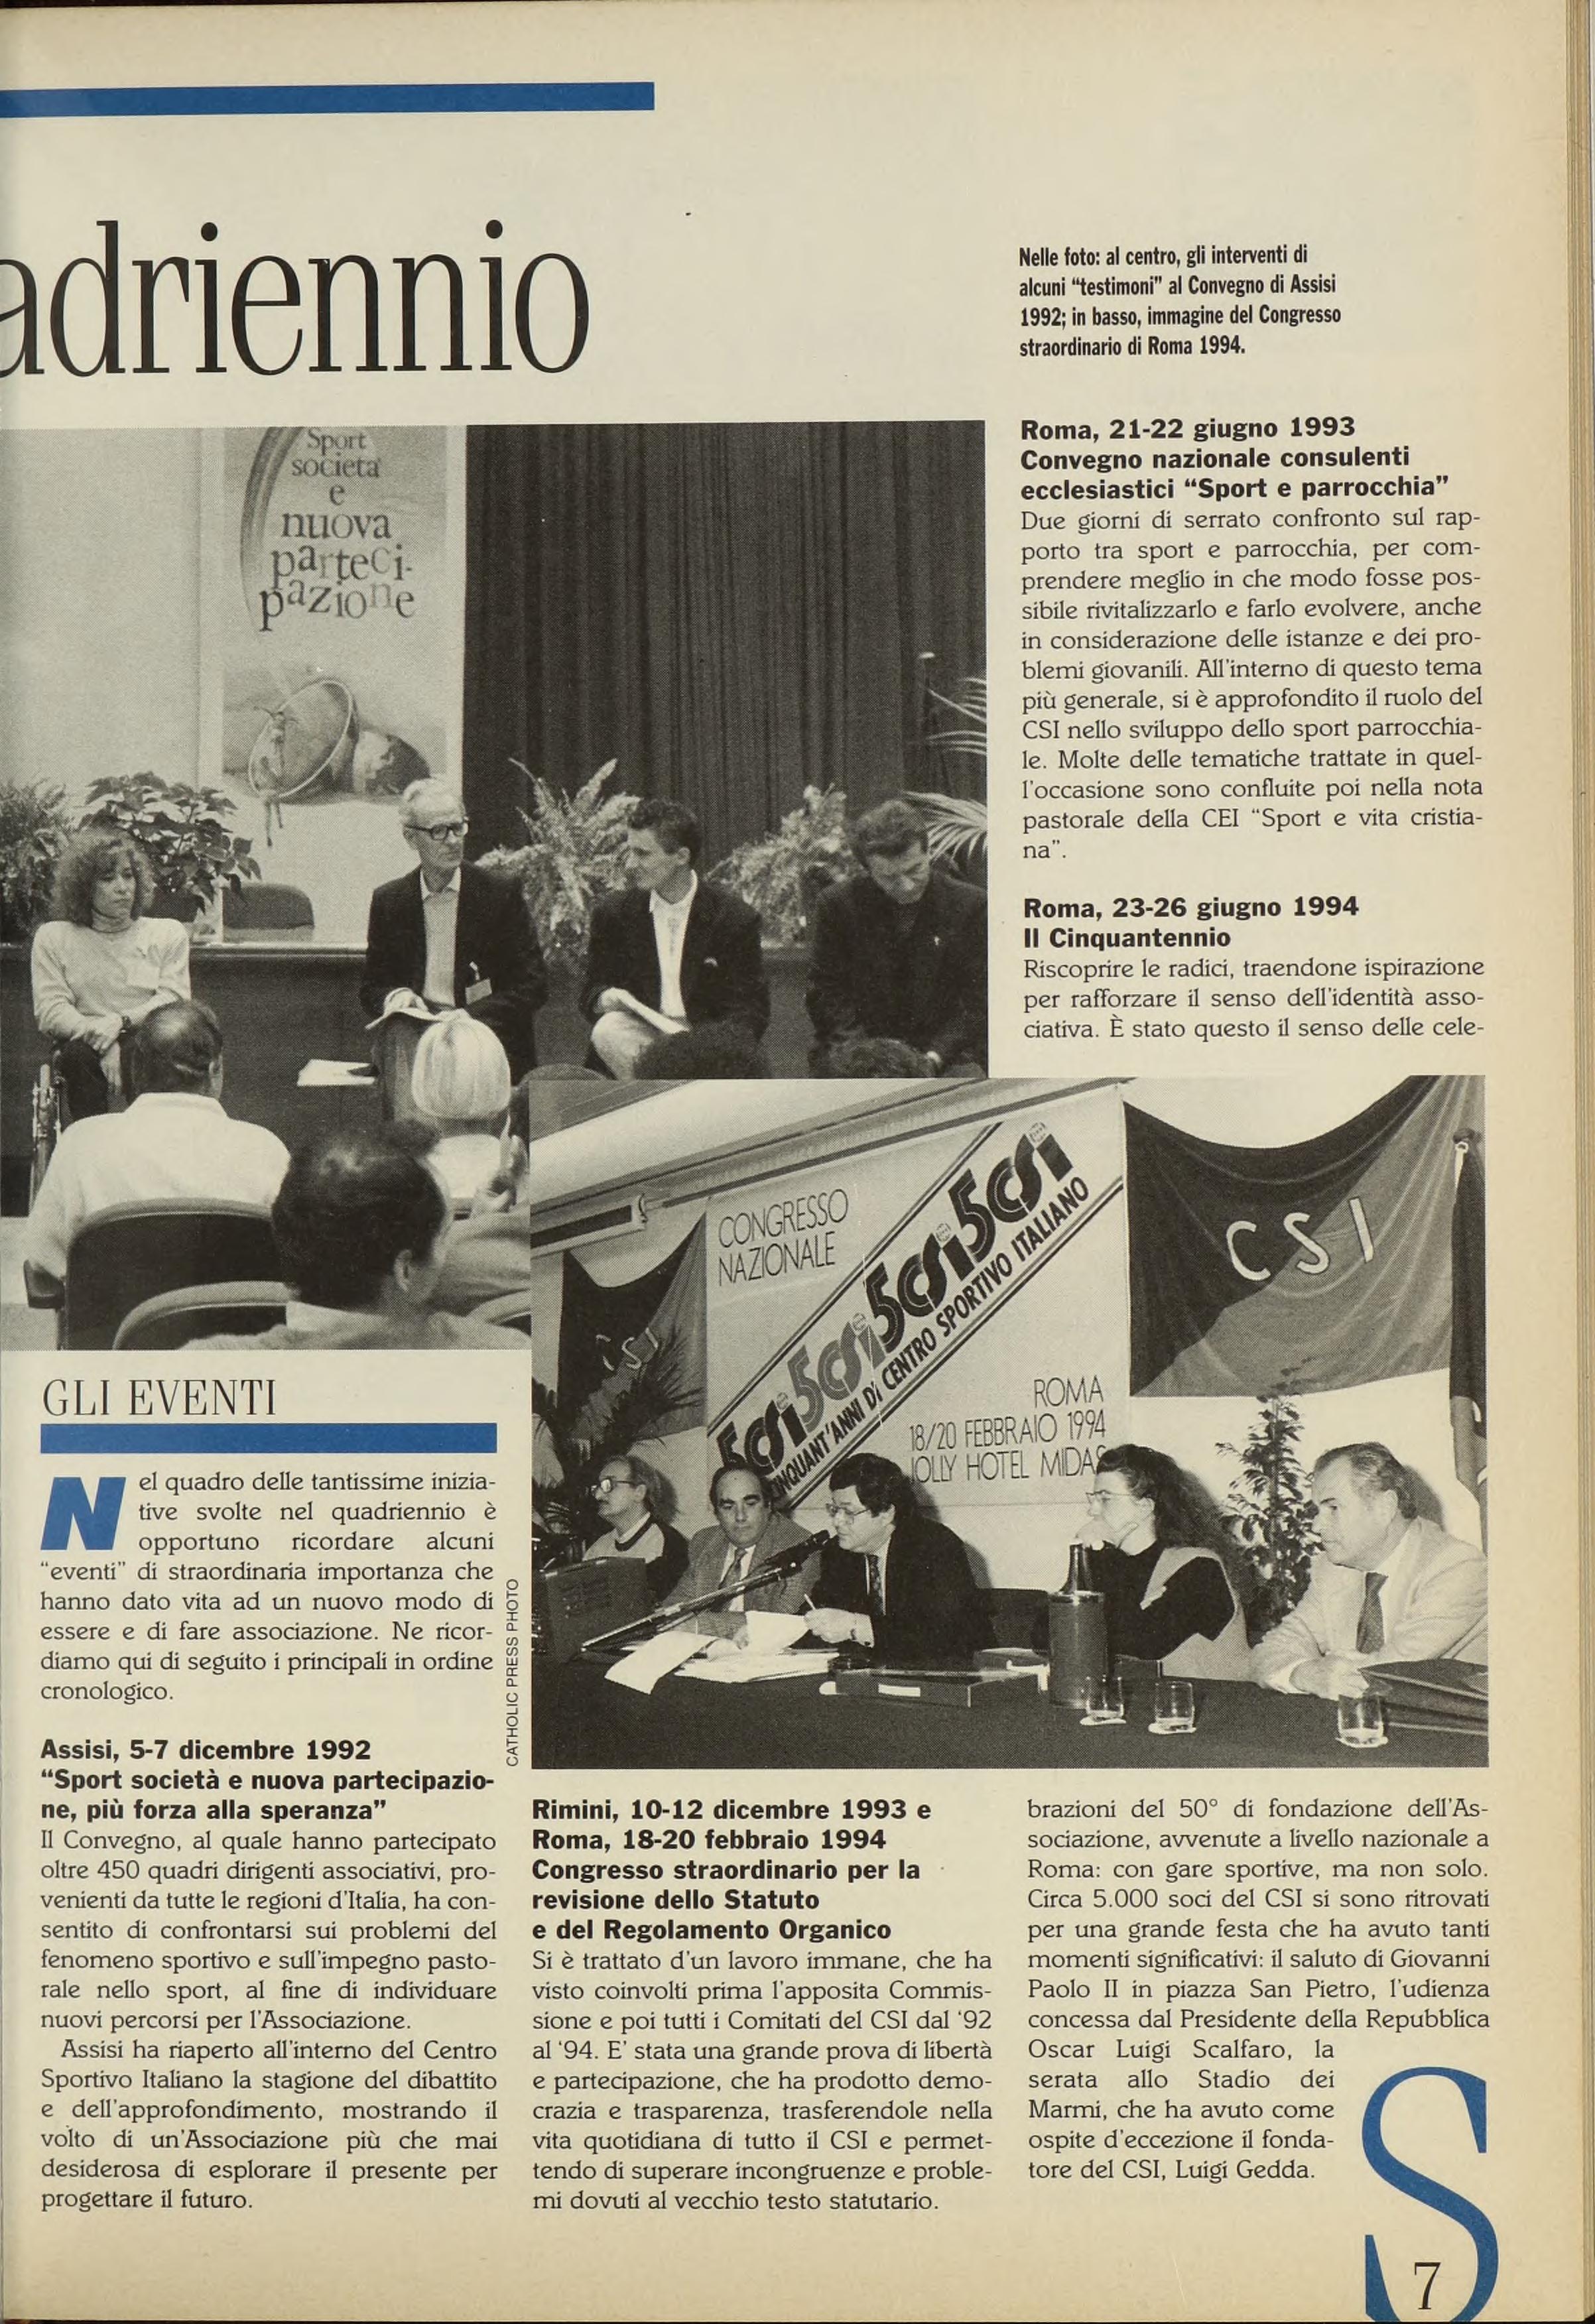 adriennio
Nelle foto: al centro, gli interventi di
alcuni “testimoni” al Convegno di Assisi
1992; in basso, immagine del Congresso
straordinario di Roma 1994.
Sport
società
e
nuova
parteci-
pazione
CONGRESSO
NAZIONALE
5CSI 5CSI 5CSI 5CSI 5CSI
CINQUANT'ANNI DI CENTRO SPORTIVO ITALIANO
ROMA
18/20 FEBBRAIO 1994
JOLLY HOTEL MIDAS
CSI
CSI
CATHOLIC PRESS PHOTO
GLI EVENTI
Nel quadro delle tantissime inizia-
tive svolte nel quadriennio è
opportuno ricordare alcuni
“eventi” di straordinaria importanza che
hanno dato vita ad un nuovo modo di
essere e di fare associazione. Ne ricor-
diamo qui di seguito i principali in ordine
cronologico.
Assisi, 5-7 dicembre 1992
“Sport società e nuova partecipazio-
ne, più forza alla speranza”
Il Convegno, al quale hanno partecipato
oltre 450 quadri dirigenti associativi, pro-
venienti da tutte le regioni d'Italia, ha con-
sentito di confrontarsi sui problemi del
fenomeno sportivo e sull'impegno pasto-
rale nello sport, al fine di individuare
nuovi percorsi per l'Associazione.
Assisi ha riaperto all'interno del Centro
Sportivo Italiano la stagione del dibattito
e dell'approfondimento, mostrando il
volto di un'Associazione più che mai
desiderosa di esplorare il presente per
progettare il futuro.
Rimini, 10-12 dicembre 1993 e
Roma, 18-20 febbraio 1994
Congresso straordinario per la
revisione dello Statuto
e del Regolamento Organico
Si è trattato d'un lavoro immane, che ha
visto coinvolti prima l'apposita Commis-
sione e poi tutti i Comitati del CSI dal '92
al '94. E' stata una grande prova di libertà
e partecipazione, che ha prodotto demo-
crazia e trasparenza, trasferendole nella
vita quotidiana di tutto il CSI e permet-
tendo di superare incongruenze e proble-
mi dovuti al vecchio testo statutario.
Roma, 21-22 giugno 1993
Convegno nazionale consulenti
ecclesiastici “Sport e parrocchia”
Due giorni di serrato confronto sul rap-
porto tra sport e parrocchia, per com-
prendere meglio in che modo fosse pos-
sibile rivitalizzarlo e farlo evolvere, anche
in considerazione delle istanze e dei pro-
blemi giovanili. All'interno di questo tema
più generale, si è approfondito il ruolo del
CSI nello sviluppo dello sport parrocchia-
le. Molte delle tematiche trattate in quel-
l'occasione sono confluite poi nella nota
pastorale della CEI “Sport e vita cristia-
na”.
Roma, 23-26 giugno 1994
Il Cinquantennio
Riscoprire le radici, traendone ispirazione
per rafforzare il senso dell'identità asso-
ciativa. È stato questo il senso delle cele-
brazioni del 50° di fondazione dell'As-
sociazione, avvenute a livello nazionale a
Roma: con gare sportive, ma non solo.
Circa 5.000 soci del CSI si sono ritrovati
per una grande festa che ha avuto tanti
momenti significativi: il saluto di Giovanni
Paolo II in piazza San Pietro, l'udienza
concessa dal Presidente della Repubblica
Oscar Luigi Scalfaro, la
serata allo Stadio dei
Marmi, che ha avuto come
ospite d'eccezione il fonda-
tore del CSI, Luigi Gedda.
S
7